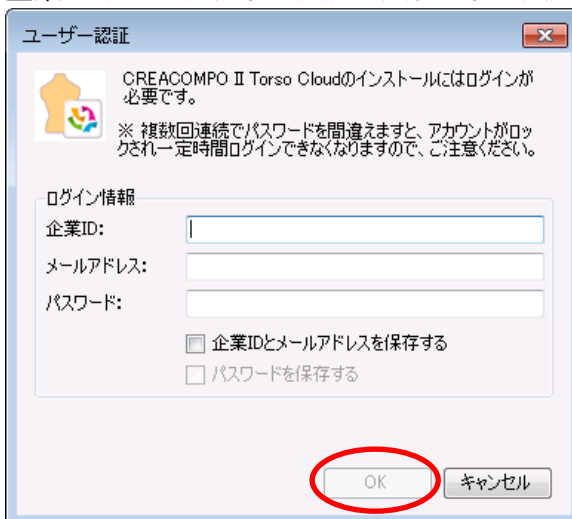 ユーザー認証
CREACOMPO II Torso Cloudのインストールにはログインが
必要です。
※ 複数回連続でパスワードを間違えますと、アカウントがロッ
クされ一定時間ログインできなくなりますので、ご注意ください。
ログイン情報
企業ID:
メールアドレス:
パスワード:
企業IDとメールアドレスを保存する
パスワードを保存する
OK
キャンセル